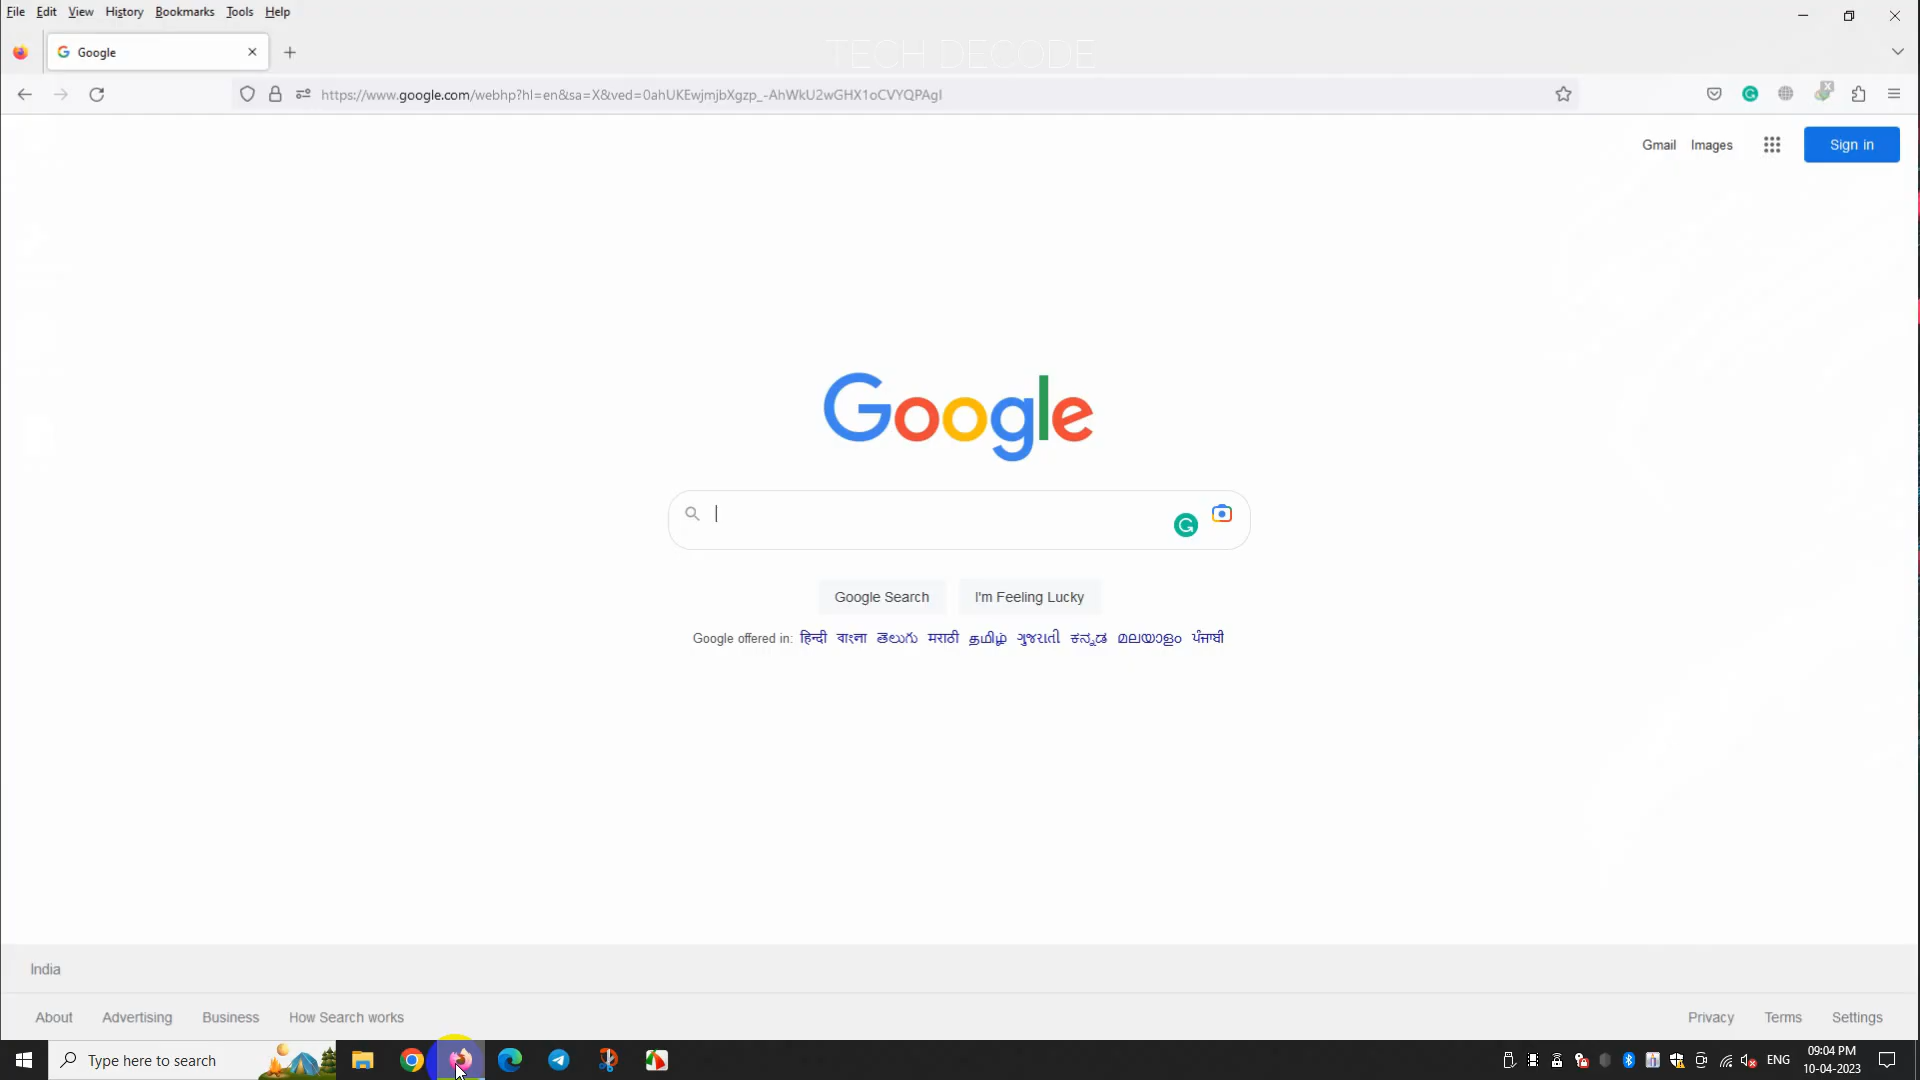 File Edit View History Bookmarks Tools Help
Google
TECH DECODE
https://www.google.com/webhp?hl=en&sa=X&ved=0ahUKEwjmjbXgzp_-AhWkU2wGHX1oCVYQPAgI
Gmail Images Sign in
Google
Google Search I'm Feeling Lucky
Google offered in: हिन्दी বাংলা తెలుగు मराठी தமிழ் ગુજરાતી ಕನ್ನಡ മലയാളം ਪੰਜਾਬੀ
India
About Advertising Business How Search works Privacy Terms Settings
Type here to search ENG 09:04 PM
10-04-2023